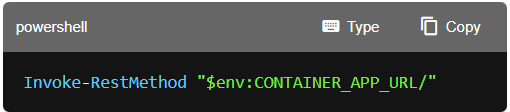 powershell Type Copy
Invoke-RestMethod "$env:CONTAINER_APP_URL/"